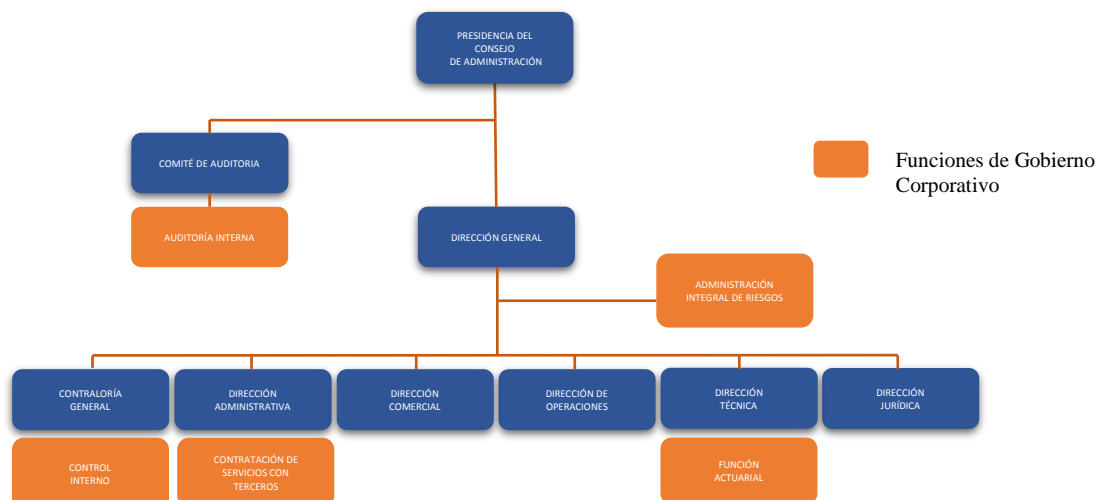 PRESIDENCIA DEL
CONSEJO
DE ADMINISTRACIÓN
COMITÉ DE AUDITORIA
Funciones de Gobierno
Corporativo
AUDITORÍA INTERNA
DIRECCIÓN GENERAL
ADMINISTRACIÓN
INTEGRAL DE RIESGOS
CONTRALORÍA
GENERAL
DIRECCIÓN
ADMINISTRATIVA
DIRECCIÓN
COMERCIAL
DIRECCIÓN DE
OPERACIONES
DIRECCIÓN
TÉCNICA
DIRECCIÓN
JURÍDICA
CONTROL
INTERNO
CONTRATACIÓN DE
SERVICIOS CON
TERCEROS
FUNCIÓN
ACTUARIAL